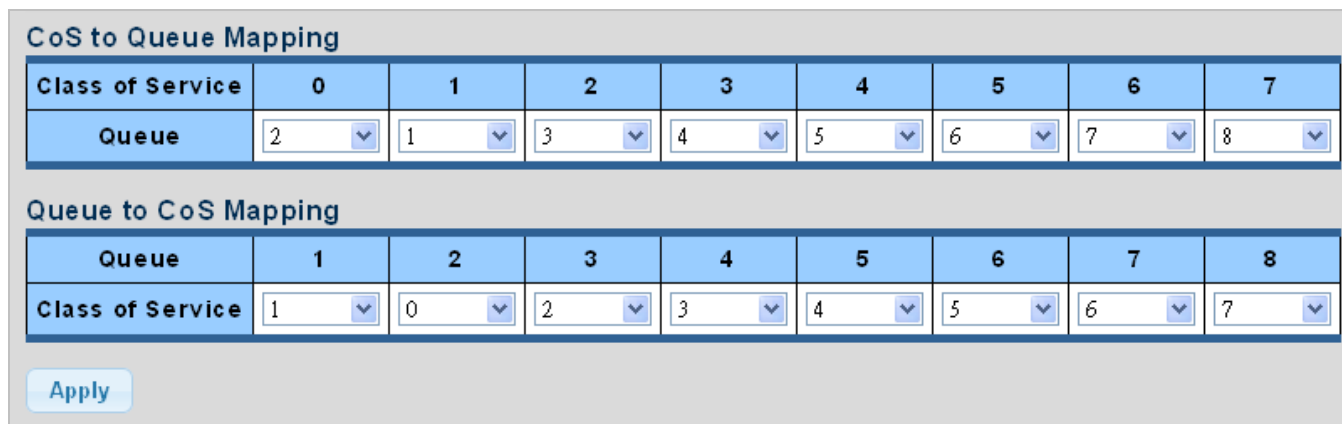 CoS to Queue Mapping
Class of Service 0 1 2 3 4 5 6 7
Queue 2 1 3 4 5 6 7 8
Queue to CoS Mapping
Queue 1 2 3 4 5 6 7 8
Class of Service 1 0 2 3 4 5 6 7
Apply